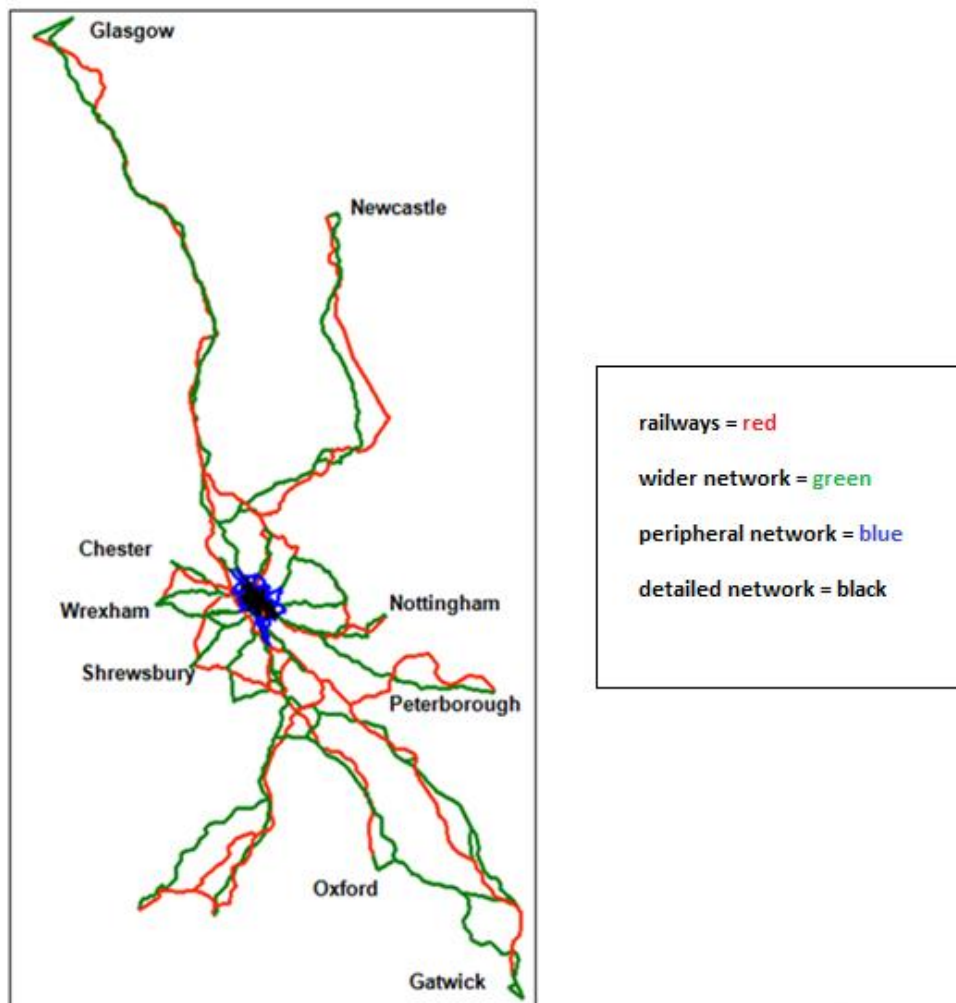 Glasgow
Newcastle
Chester
Wrexham
Nottingham
Shrewsbury
Peterborough
Oxford
Gatwick
railways = red
wider network = green
peripheral network = blue
detailed network = black